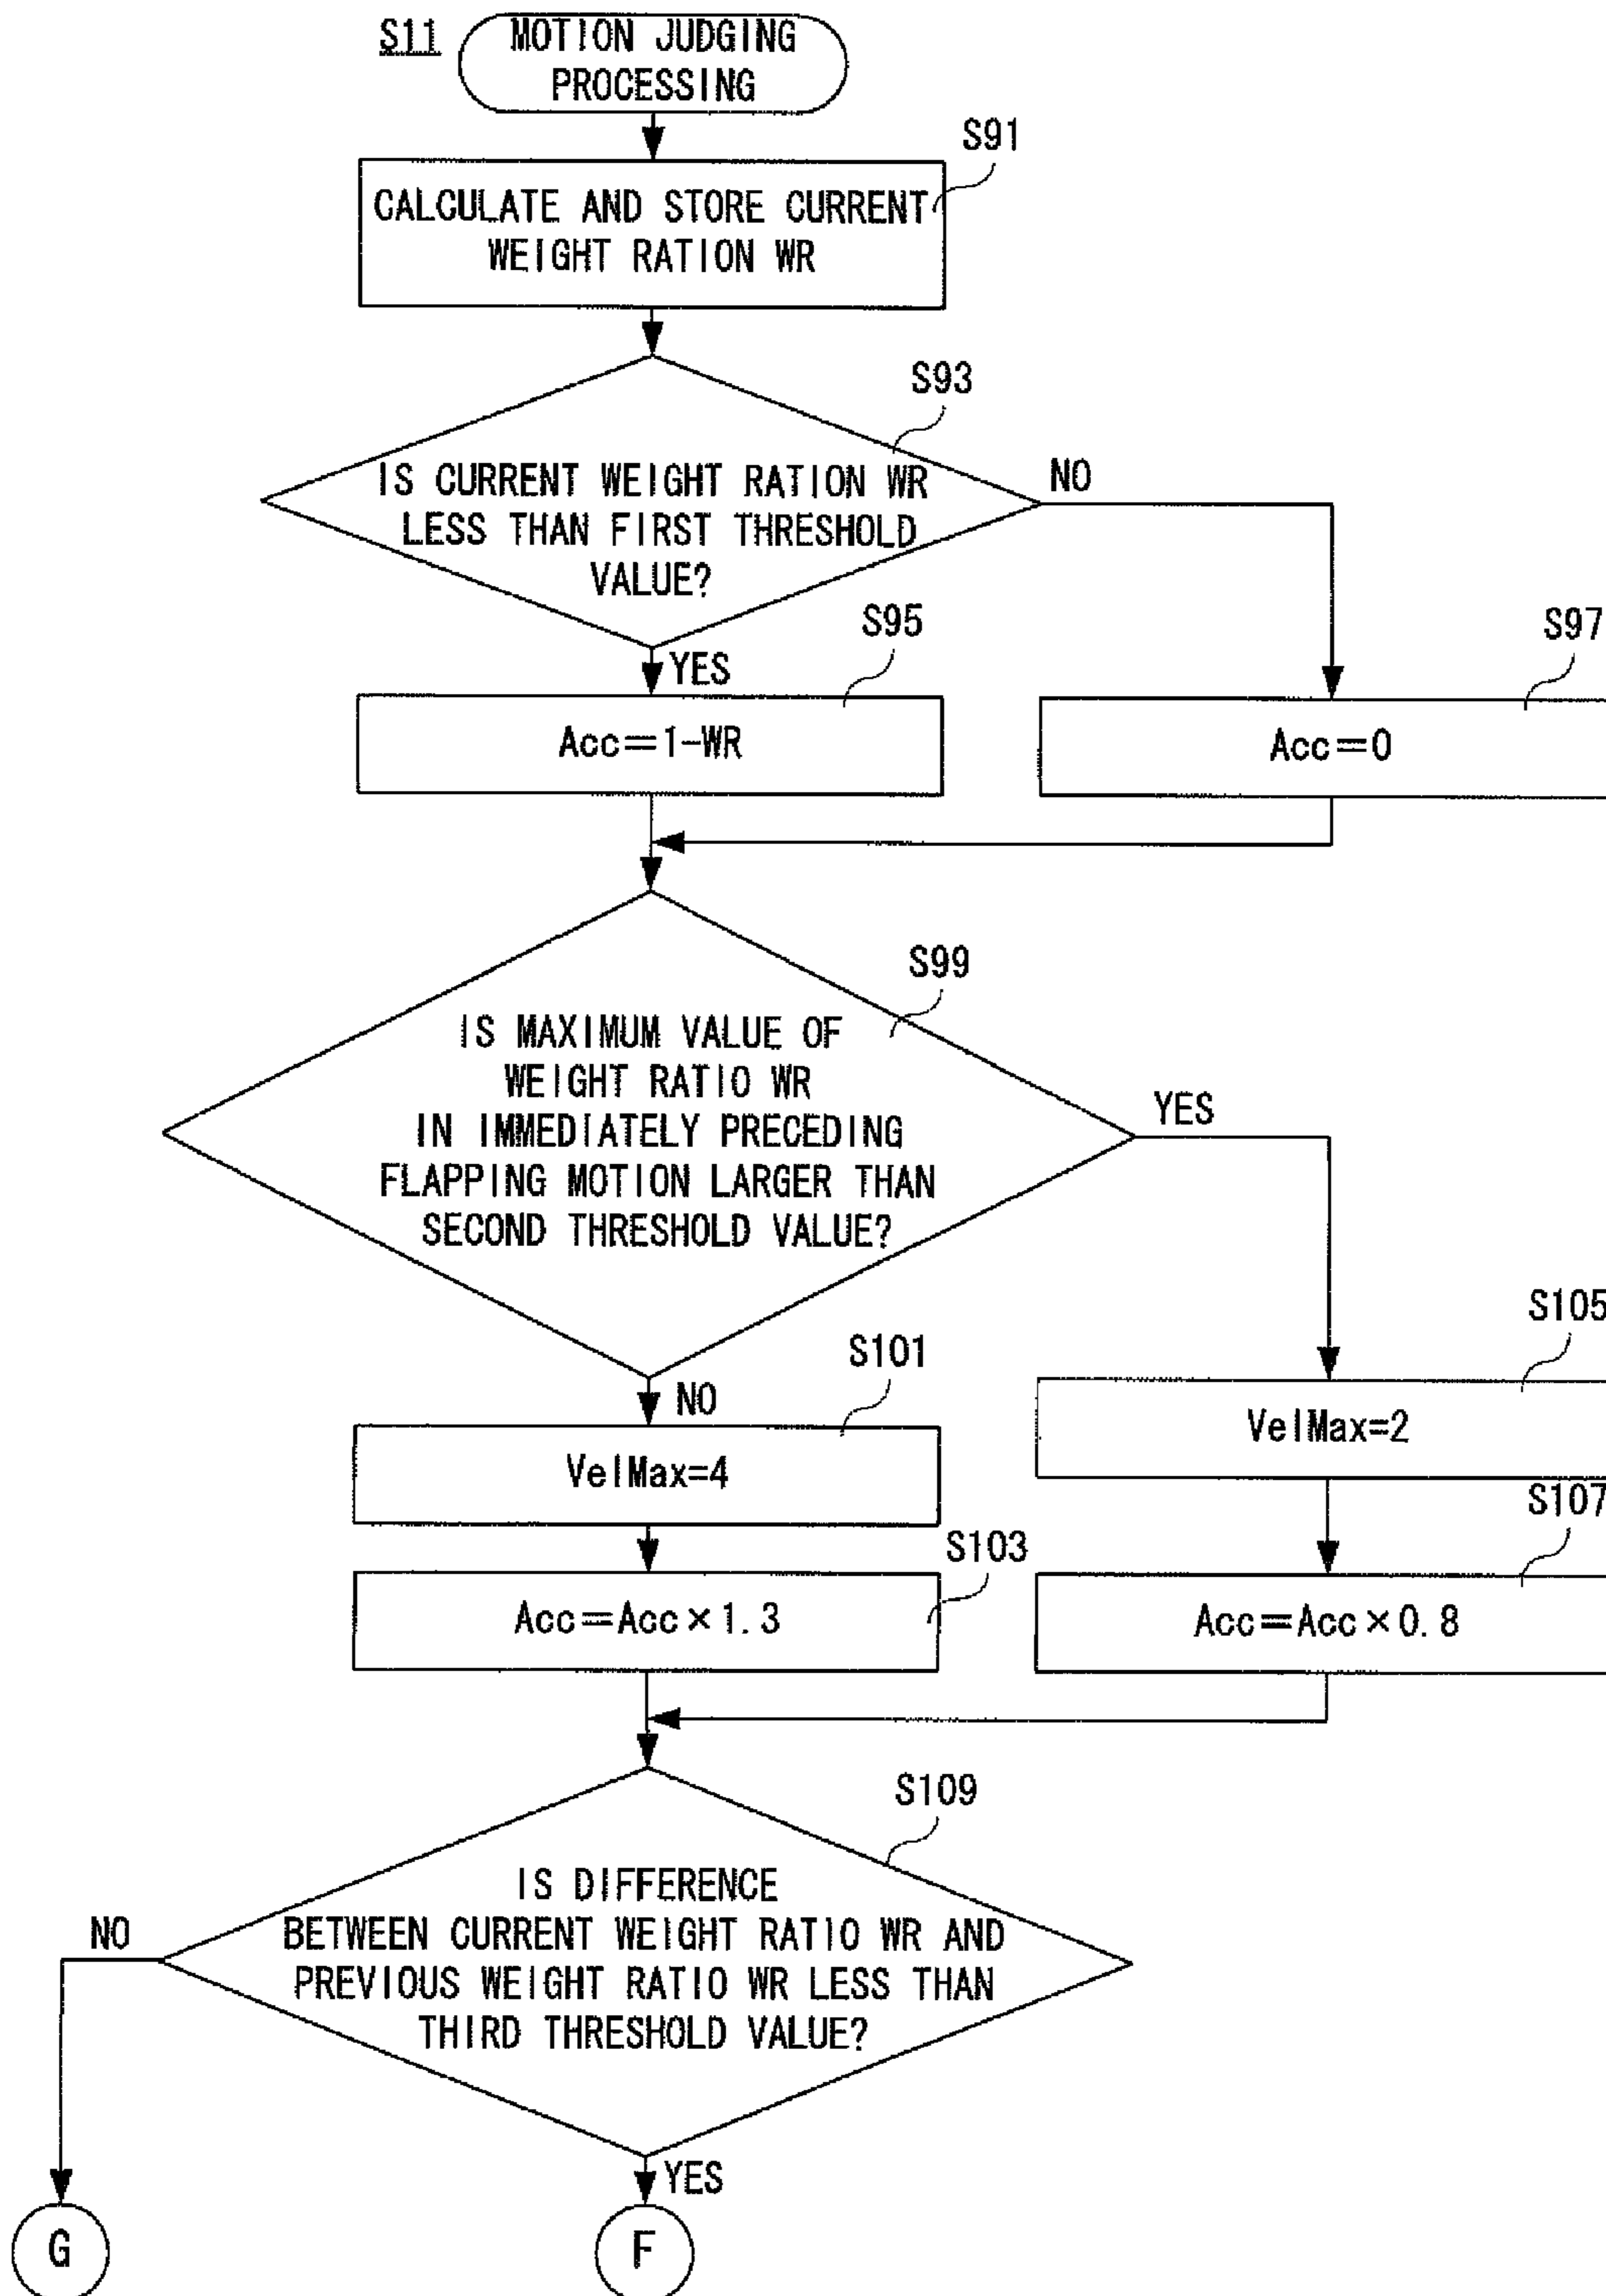 S11
MOTION JUDGING
PROCESSING
S91
CALCULATE AND STORE CURRENT
WEIGHT RATION WR
S93
IS CURRENT WEIGHT RATION WR
LESS THAN FIRST THRESHOLD
VALUE?
NO
YES
S95
Acc=1-WR
S97
Acc=0
S99
IS MAXIMUM VALUE OF
WEIGHT RATIO WR
IN IMMEDIATELY PRECEDING
FLAPPING MOTION LARGER THAN
SECOND THRESHOLD VALUE?
YES
NO
S101
VelMax=4
S105
VelMax=2
S103
Acc=Acc×1.3
S107
Acc=Acc×0.8
S109
IS DIFFERENCE
BETWEEN CURRENT WEIGHT RATIO WR AND
PREVIOUS WEIGHT RATIO WR LESS THAN
THIRD THRESHOLD VALUE?
NO
YES
G
F